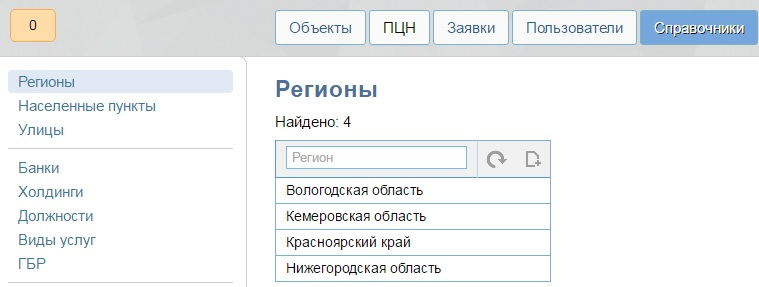 0
Объекты ПЦН Заявки Пользователи Справочники
Регионы
Населенные пункты
Улицы
Банки
Холдинги
Должности
Виды услуг
ГБР
Регионы
Найдено: 4
Регион
Вологодская область
Кемеровская область
Красноярский край
Нижегородская область